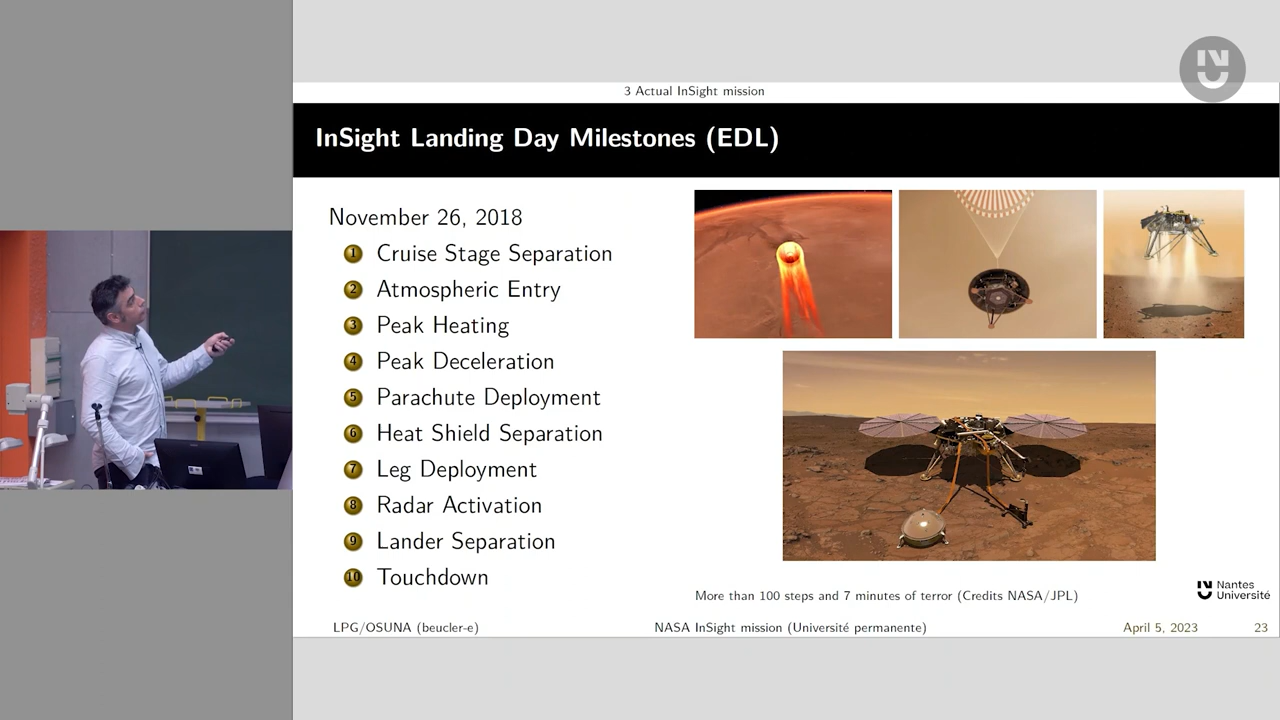 3 Actual InSight mission
InSight Landing Day Milestones (EDL)
November 26, 2018
1 Cruise Stage Separation
2 Atmospheric Entry
3 Peak Heating
4 Peak Deceleration
5 Parachute Deployment
6 Heat Shield Separation
7 Leg Deployment
8 Radar Activation
9 Lander Separation
10 Touchdown
More than 100 steps and 7 minutes of terror (Credits NASA/JPL)
Nantes
Université
LPG/OSUNA (beucler-e)
NASA InSight mission (Université permanente)
April 5, 2023
23